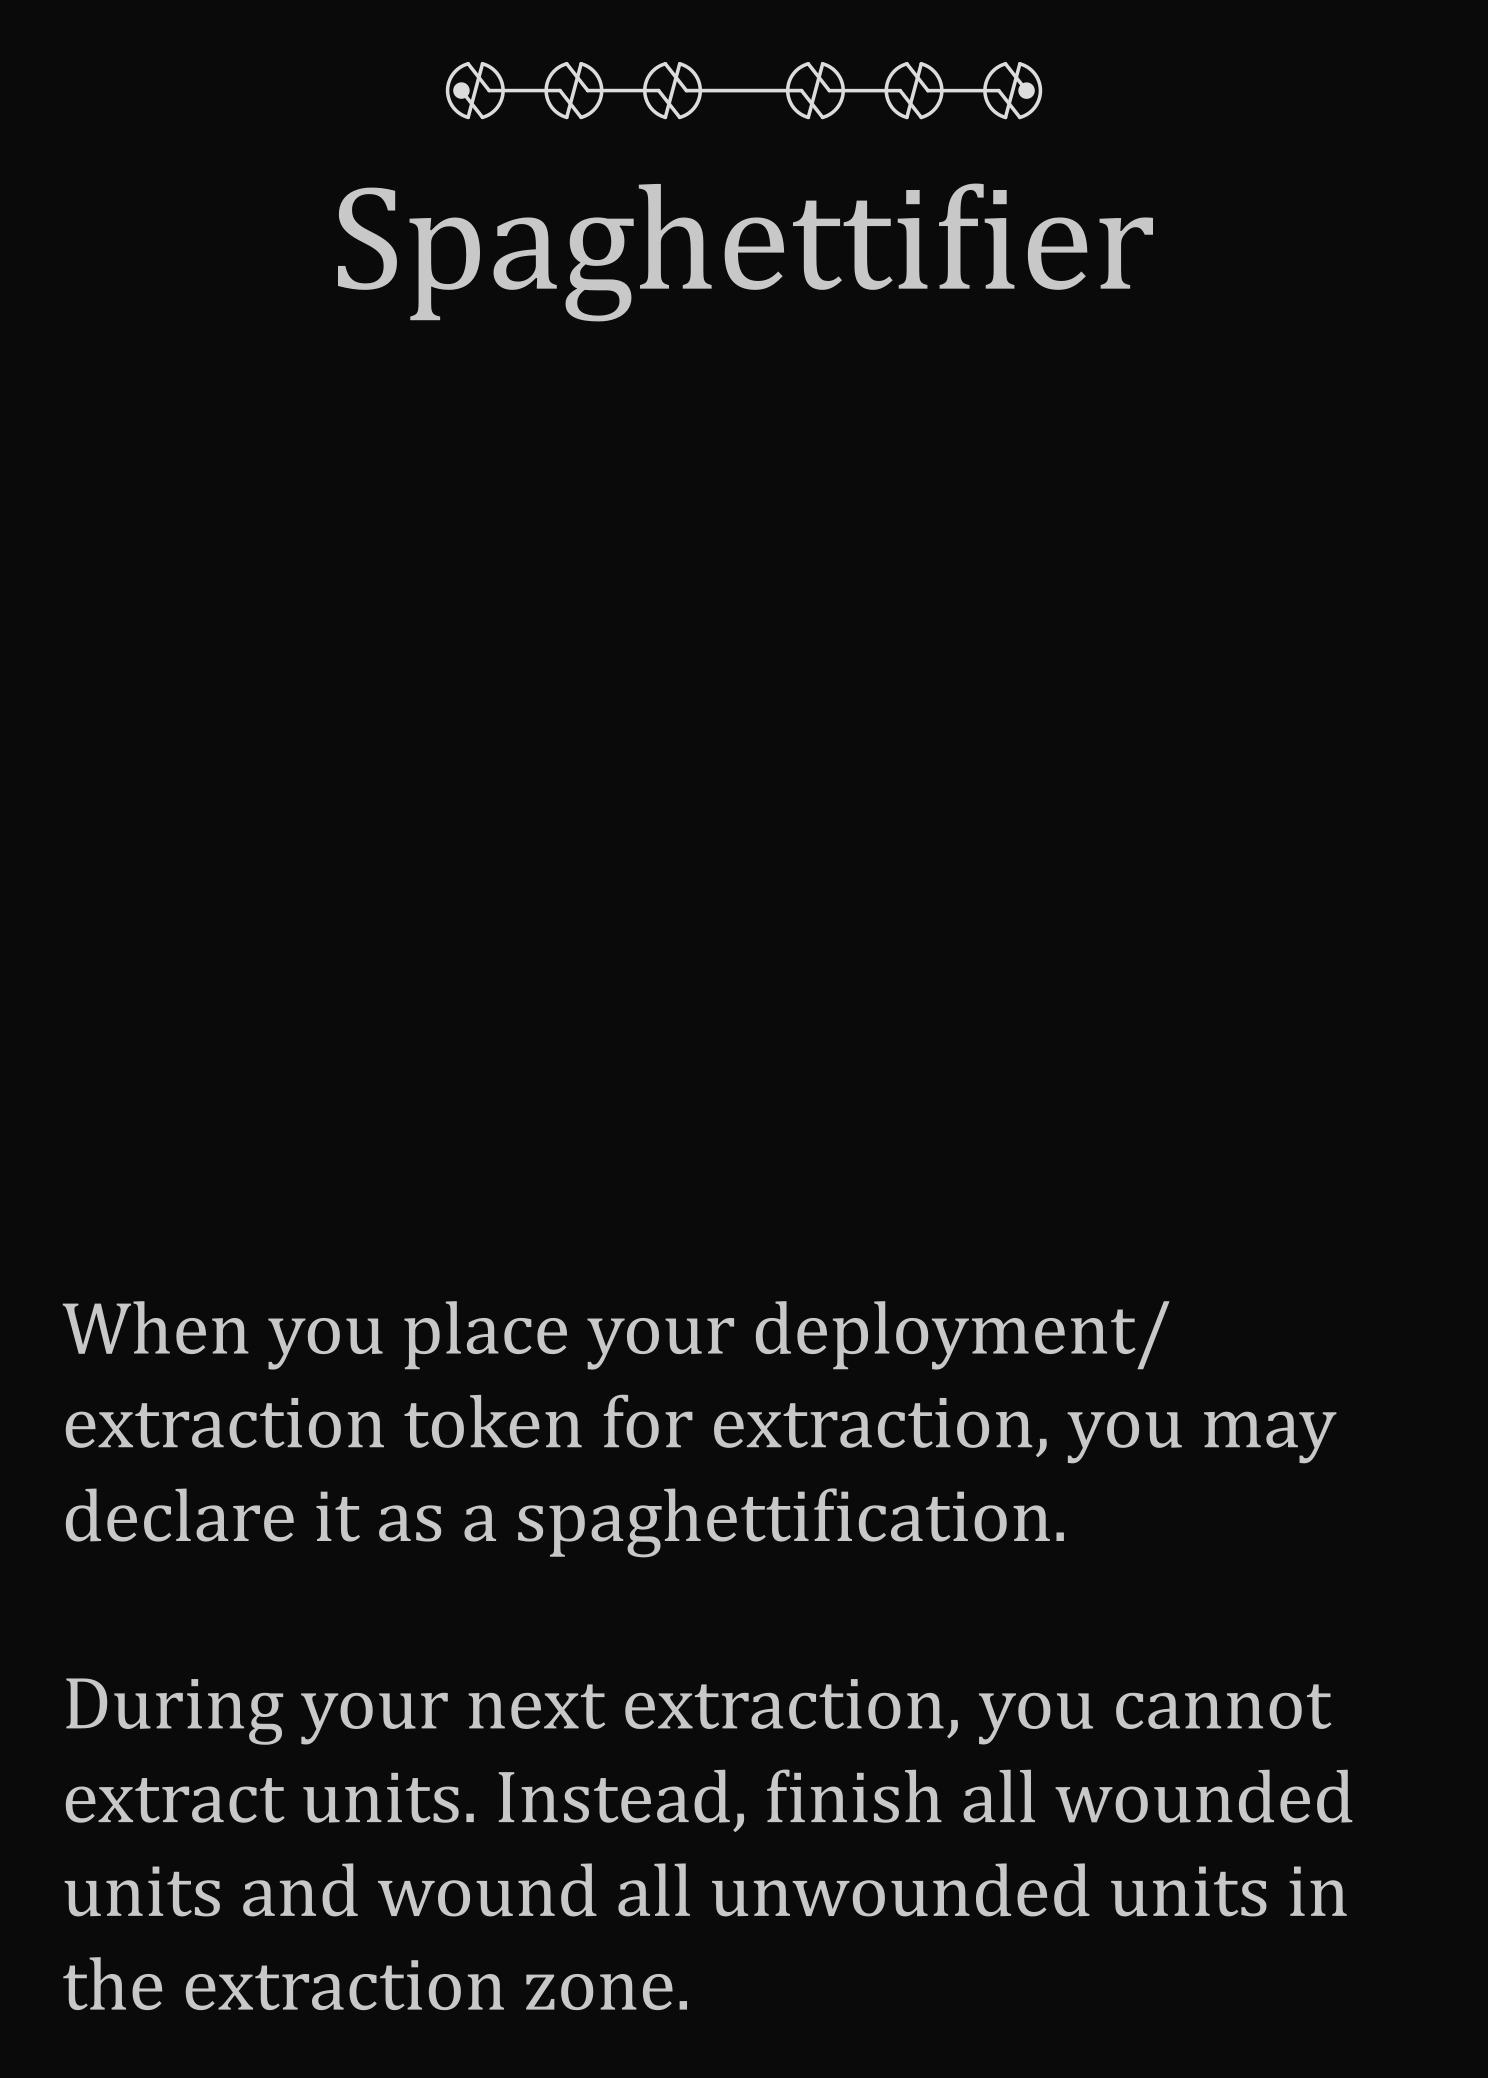 Spaghettifier
When you place your deployment/
extraction token for extraction, you may
declare it as a spaghettification.
During your next extraction, you cannot
extract units. Instead, finish all wounded
units and wound all unwounded units in
the extraction zone.